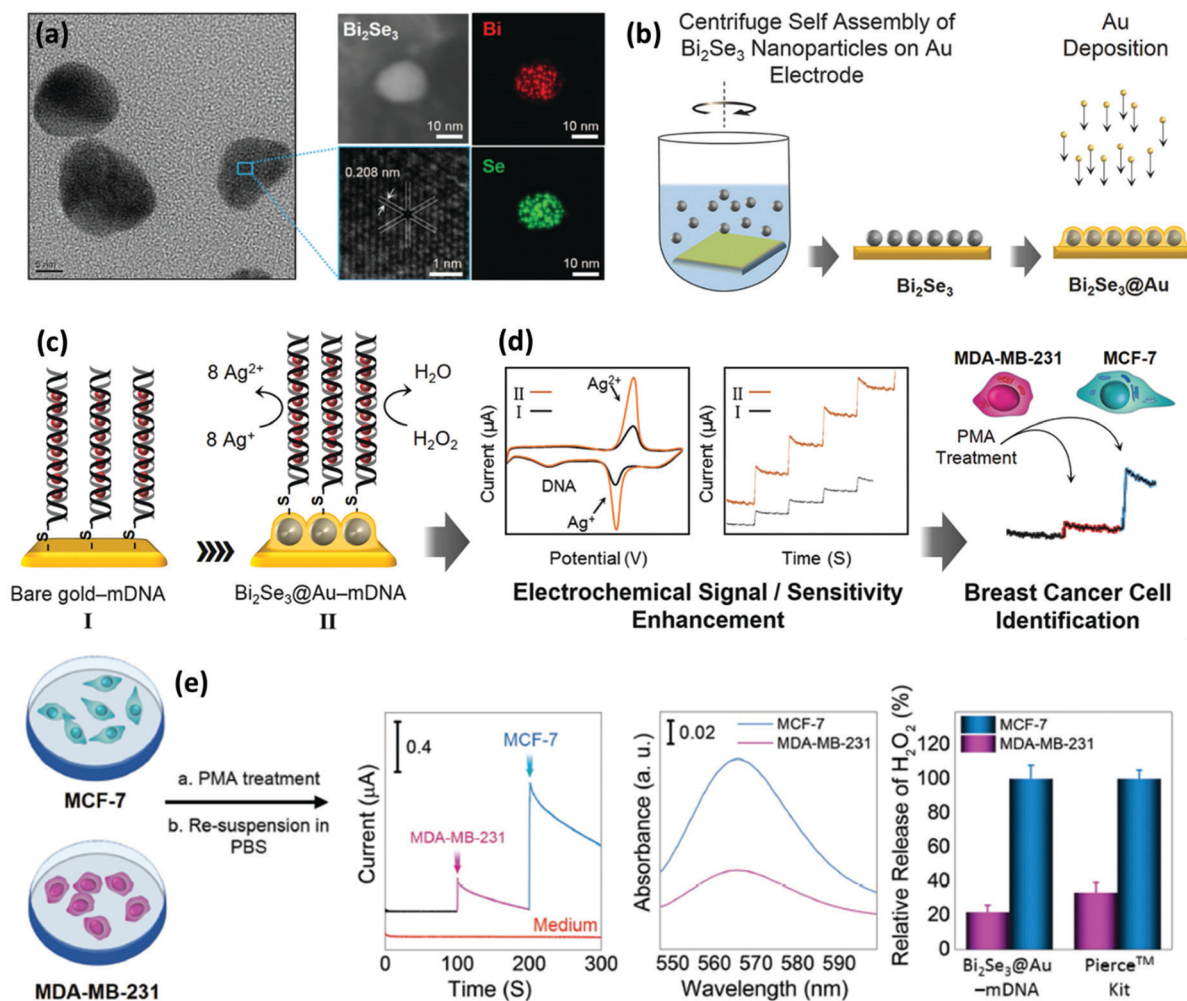 (a)
Bi₂Se₃
10 nm
Bi
10 nm
0.208 nm
1 nm
Se
10 nm
(b)
Centrifuge Self Assembly of
Bi₂Se₃ Nanoparticles on Au
Electrode
Au
Deposition
Bi₂Se₃
Bi₂Se₃@Au
(c)
S
S
S
Bare gold–mDNA
I
8 Ag²⁺
8 Ag⁺
H₂O
H₂O₂
S
S
S
Bi₂Se₃@Au–mDNA
II
(d)
Current (µA)
II
I
Ag²⁺
DNA
Ag⁺
Potential (V)
Current (µA)
II
I
Time (S)
Electrochemical Signal / Sensitivity
Enhancement
MDA-MB-231
MCF-7
PMA
Treatment
Breast Cancer Cell
Identification
(e)
MCF-7
MDA-MB-231
a. PMA treatment
b. Re-suspension in
PBS
Current (µA)
0.4
MCF-7
MDA-MB-231
Medium
0 100 200 300
Time (S)
Absorbance (a. u.)
0.02
MCF-7
MDA-MB-231
550 560 570 580 590
Wavelength (nm)
Relative Release of H₂O₂ (%)
MCF-7
MDA-MB-231
120
100
80
60
40
20
0
Bi₂Se₃@Au
–mDNA
Pierce™
Kit